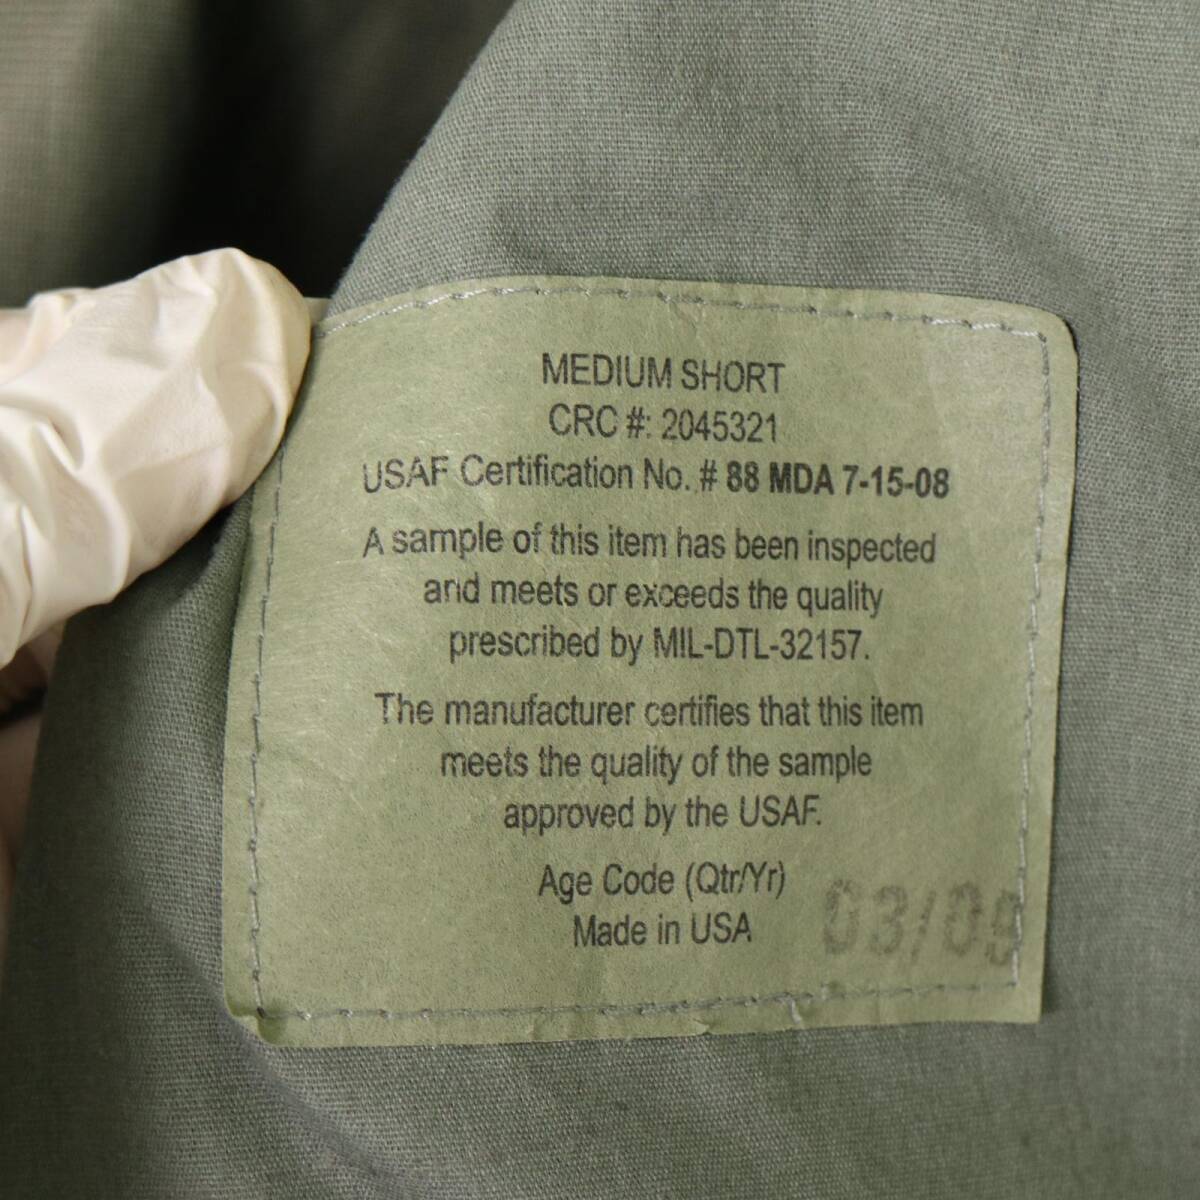 MEDIUM SHORT
CRC #: 2045321
USAF Certification No. # 88 MDA 7-15-08
A sample of this item has been inspected
and meets or exceeds the quality
prescribed by MIL-DTL-32157.
The manufacturer certifies that this item
meets the quality of the sample
approved by the USAF.
Age Code (Qtr/Yr) 03/09
Made in USA